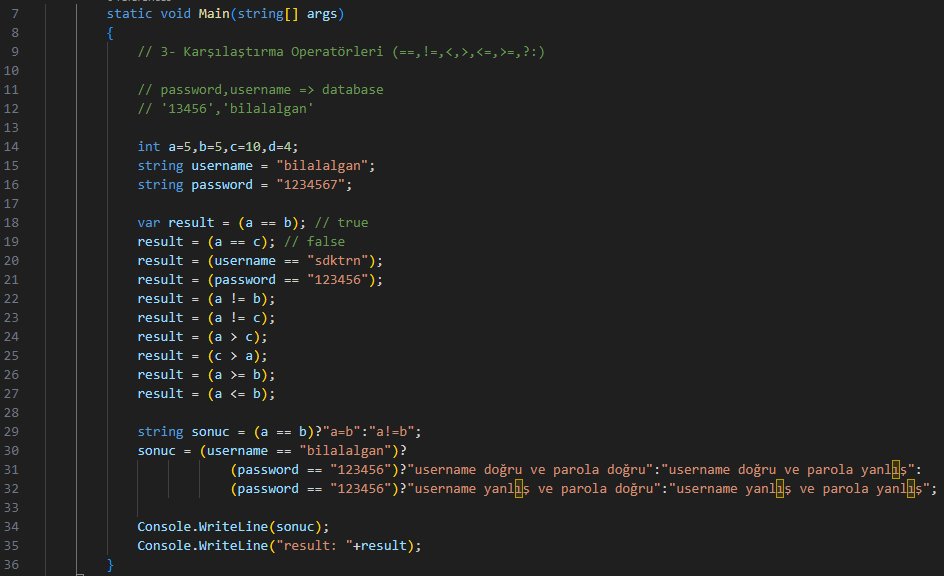 7 static void Main(string[] args)
8 {
9 // 3- Karşılaştırma Operatörleri (==,!=,<,>,<=,>=,?:)
10
11 // password,username => database
12 // '13456','bilalalgan'
13
14 int a=5,b=5,c=10,d=4;
15 string username = "bilalalgan";
16 string password = "1234567";
17
18 var result = (a == b); // true
19 result = (a == c); // false
20 result = (username == "sdktrn");
21 result = (password == "123456");
22 result = (a != b);
23 result = (a != c);
24 result = (a > c);
25 result = (c > a);
26 result = (a >= b);
27 result = (a <= b);
28
29 string sonuc = (a == b)?"a=b":"a!=b";
30 sonuc = (username == "bilalalgan")?
31 (password == "123456")?"username doğru ve parola doğru":"username doğru ve parola yanlış":
32 (password == "123456")?"username yanlış ve parola doğru":"username yanlış ve parola yanlış";
33
34 Console.WriteLine(sonuc);
35 Console.WriteLine("result: "+result);
36 }